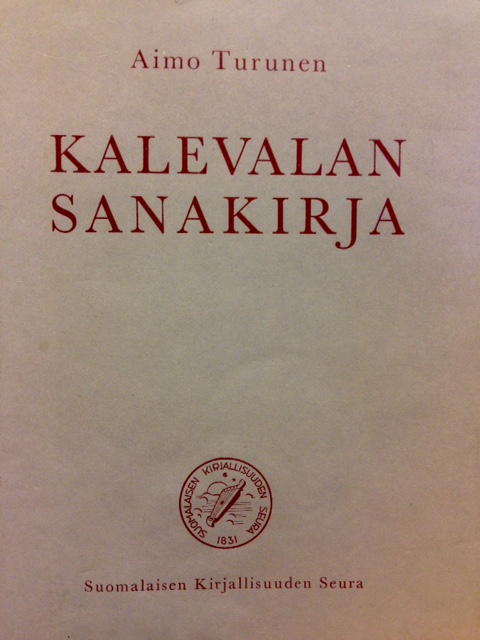 Aimo Turunen
KALEVALAN
SANAKIRJA
SUOMALAISEN KIRJALLISUUDEN SEURA
1831
Suomalaisen Kirjallisuuden Seura